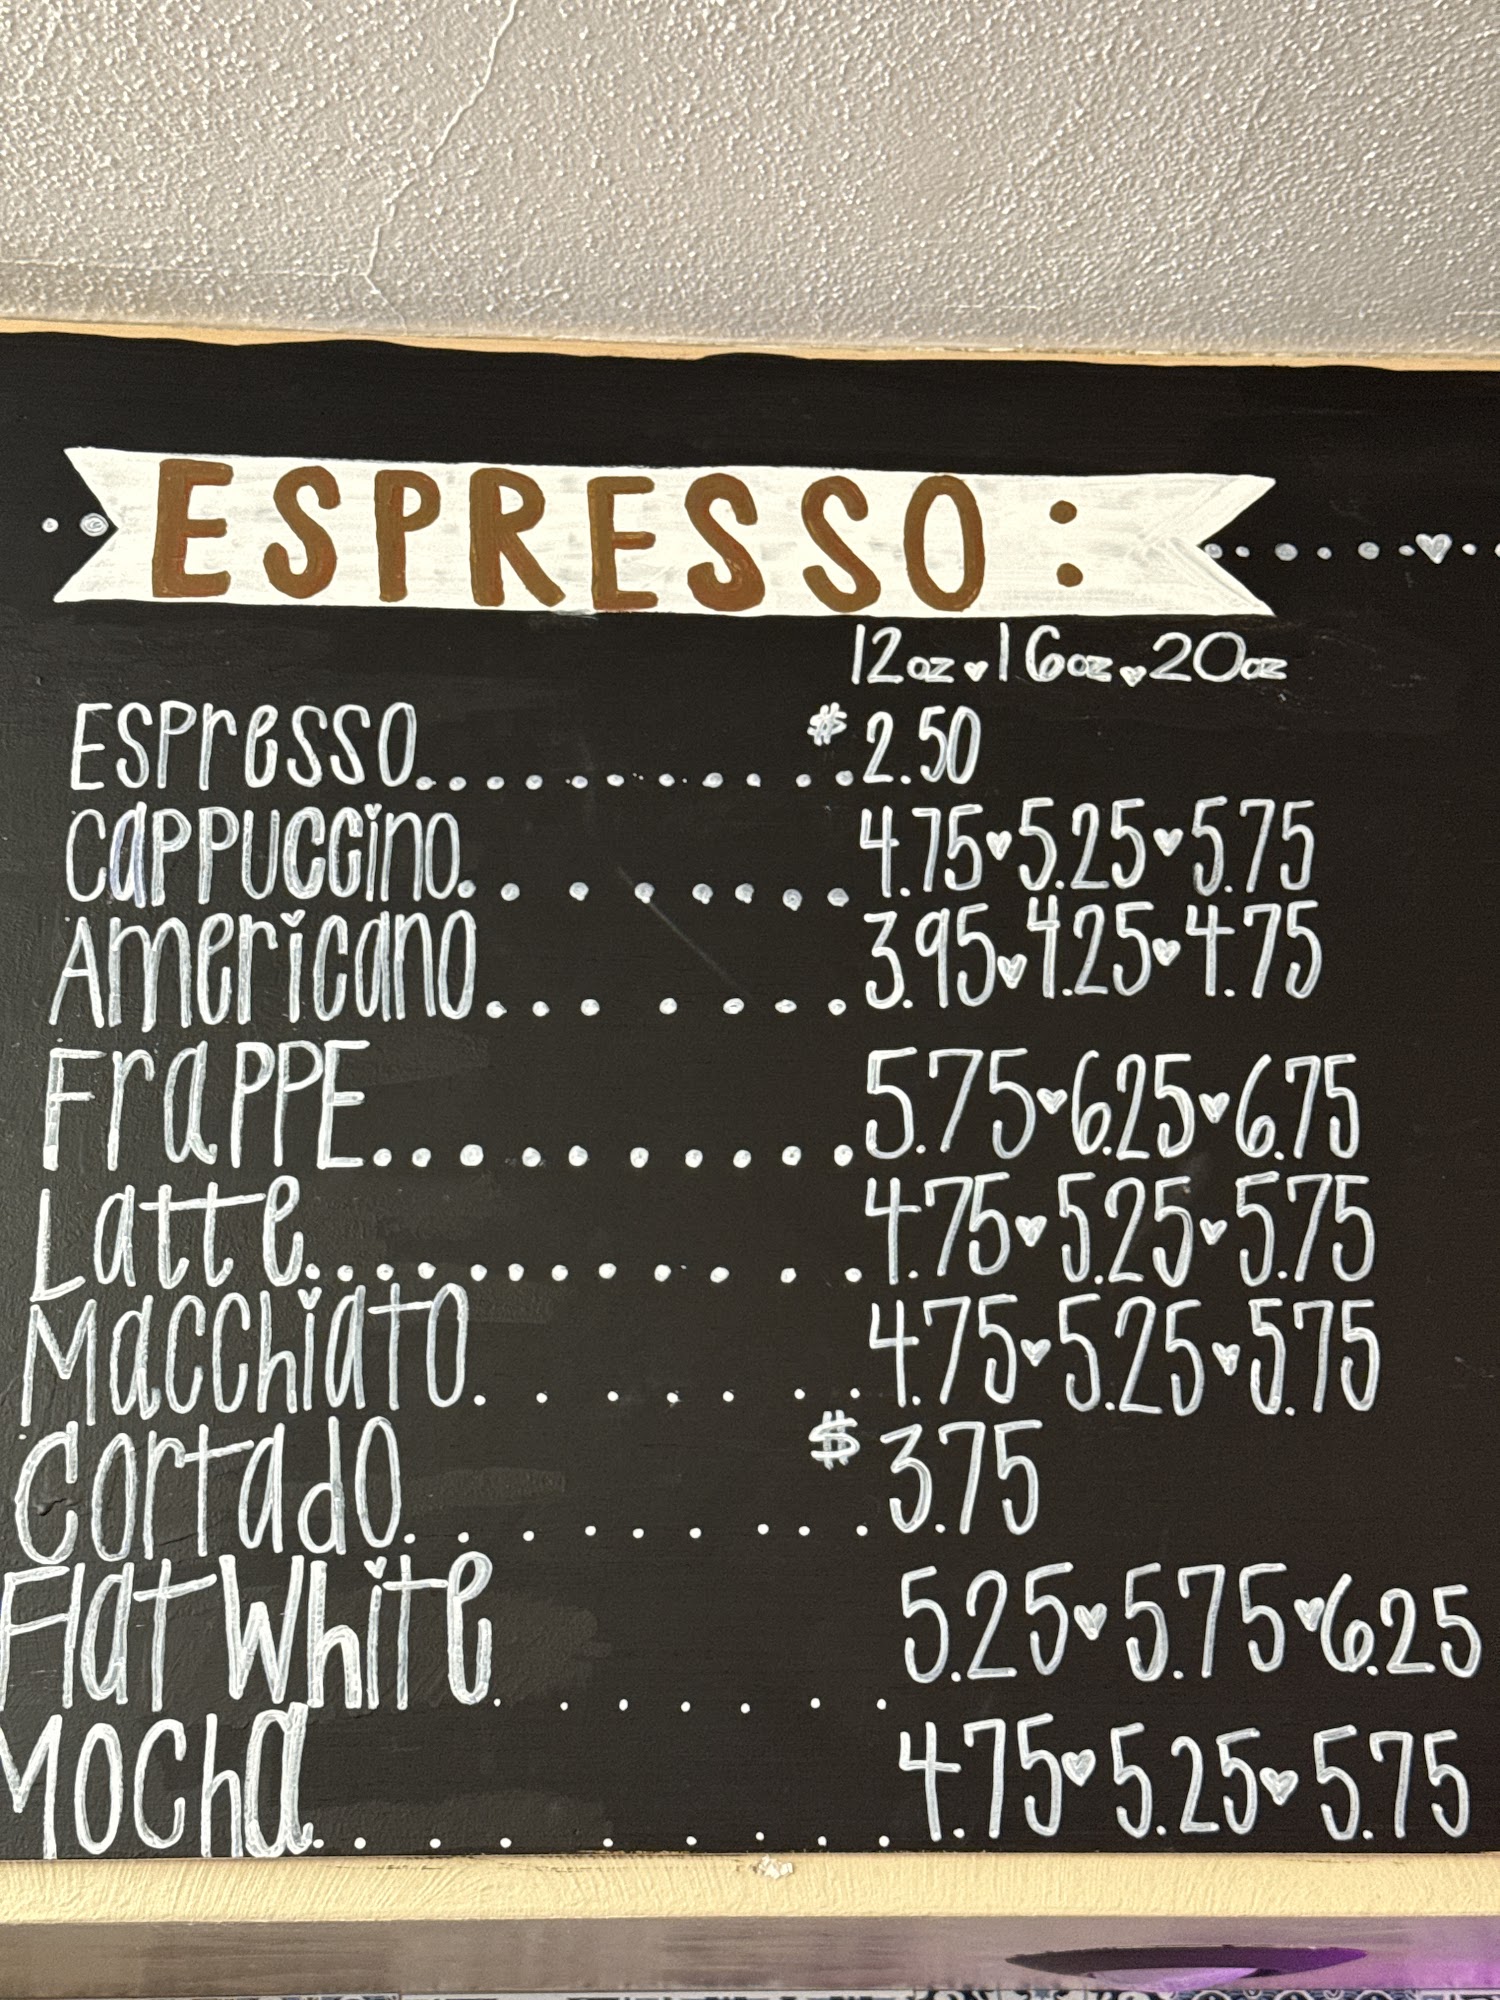 ESPRESSO:
12oz 16oz 20oz
Espresso.......... $2.50
Cappuccino....... 4.75 5.25 5.75
Americano....... 3.95 4.25 4.75
Frappe.......... 5.75 6.25 6.75
Latte........... 4.75 5.25 5.75
Macchiato....... 4.75 5.25 5.75
Cortado......... $3.75
Flat White....... 5.25 5.75 6.25
Mocha......... 4.75 5.25 5.75